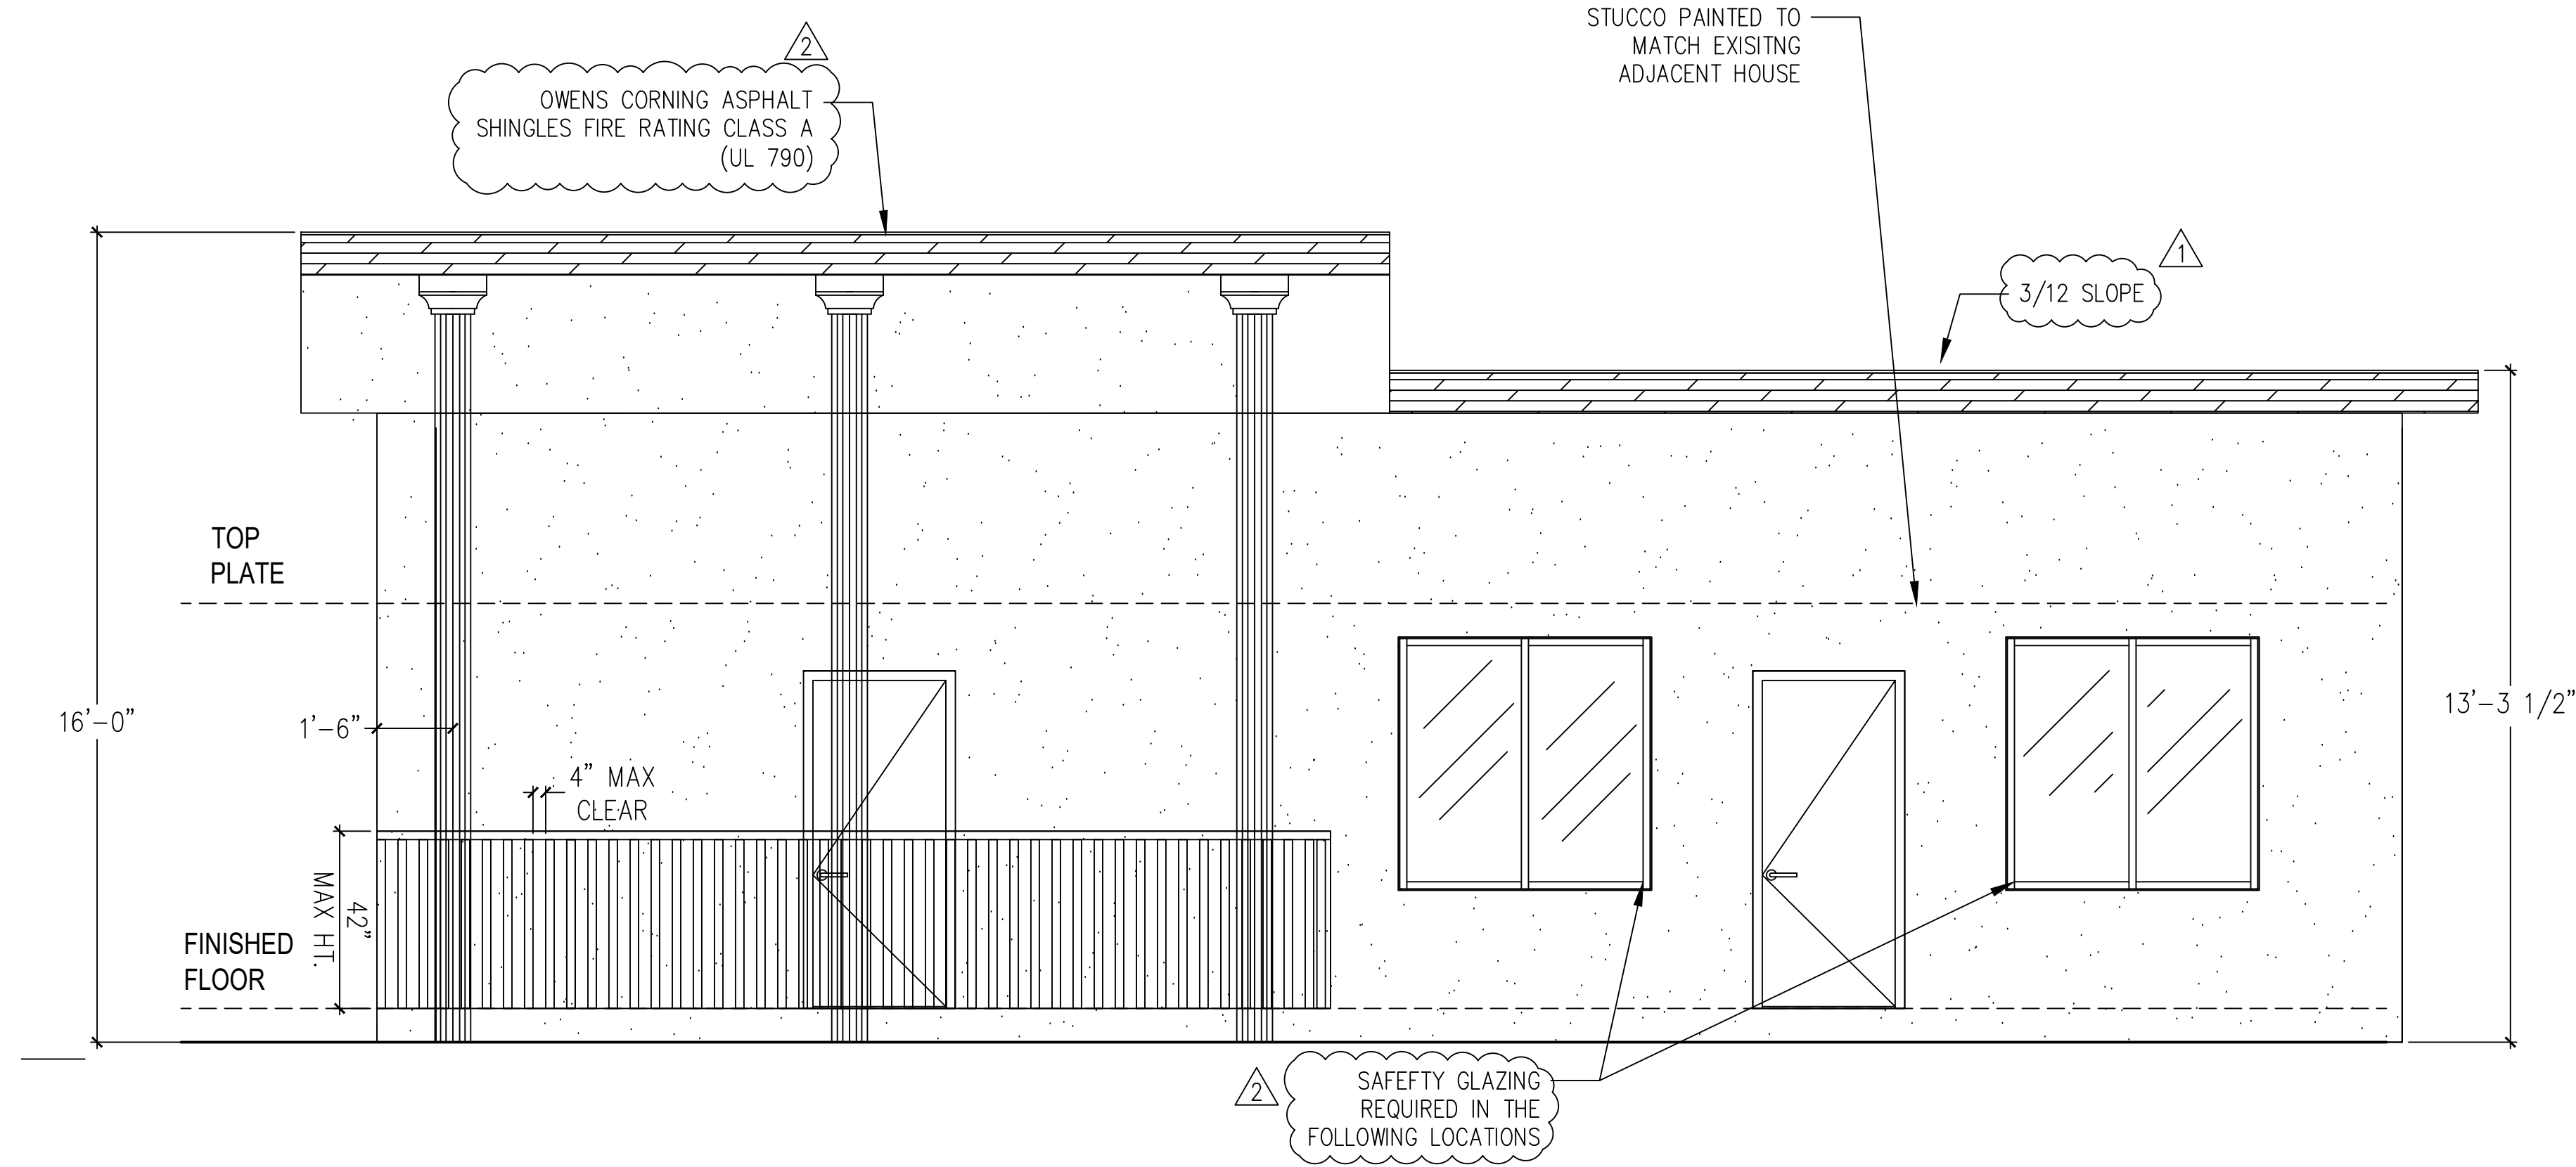 STUCCO PAINTED TO
MATCH EXISITNG
ADJACENT HOUSE
2
OWENS CORNING ASPHALT
SHINGLES FIRE RATING CLASS A
(UL 790)
1
3/12 SLOPE
TOP
PLATE
16'-0"
1'-6"
13'-3 1/2"
4" MAX
CLEAR
42"
MAX HT.
FINISHED
FLOOR
2
SAFEFTY GLAZING
REQUIRED IN THE
FOLLOWING LOCATIONS